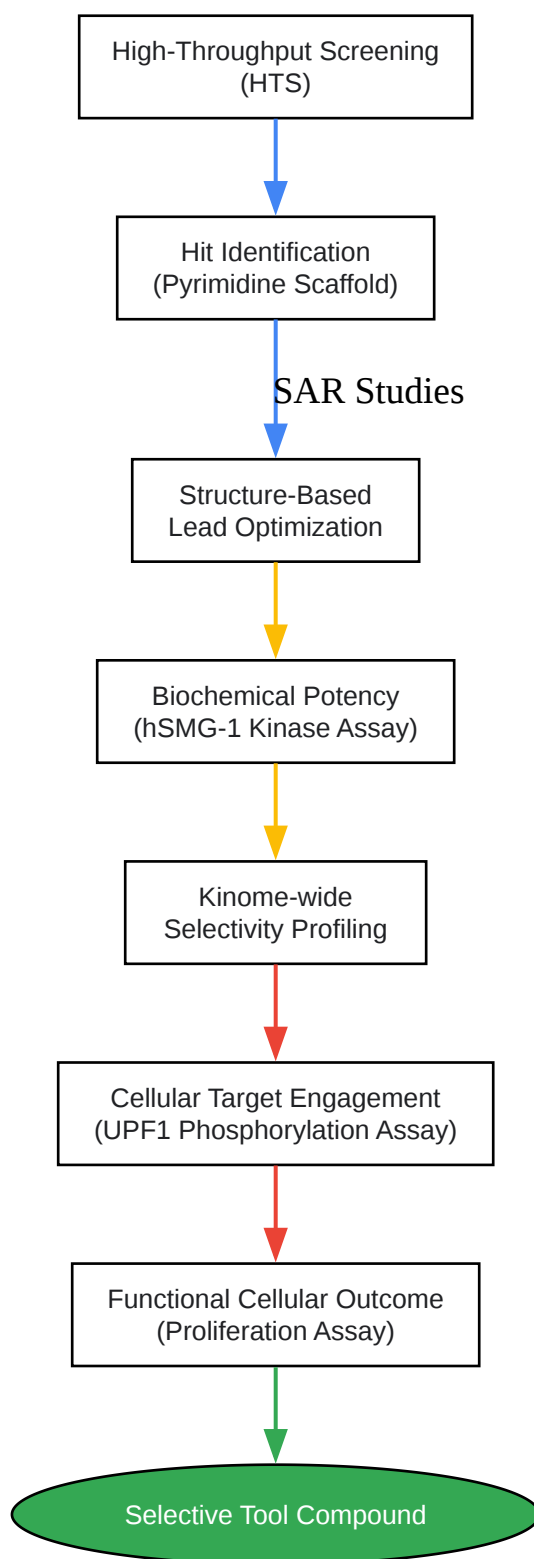 High-Throughput Screening
(HTS)
Hit Identification
(Pyrimidine Scaffold)
SAR Studies
Structure-Based
Lead Optimization
Biochemical Potency
(hSMG-1 Kinase Assay)
Kinome-wide
Selectivity Profiling
Cellular Target Engagement
(UPF1 Phosphorylation Assay)
Functional Cellular Outcome
(Proliferation Assay)
Selective Tool Compound